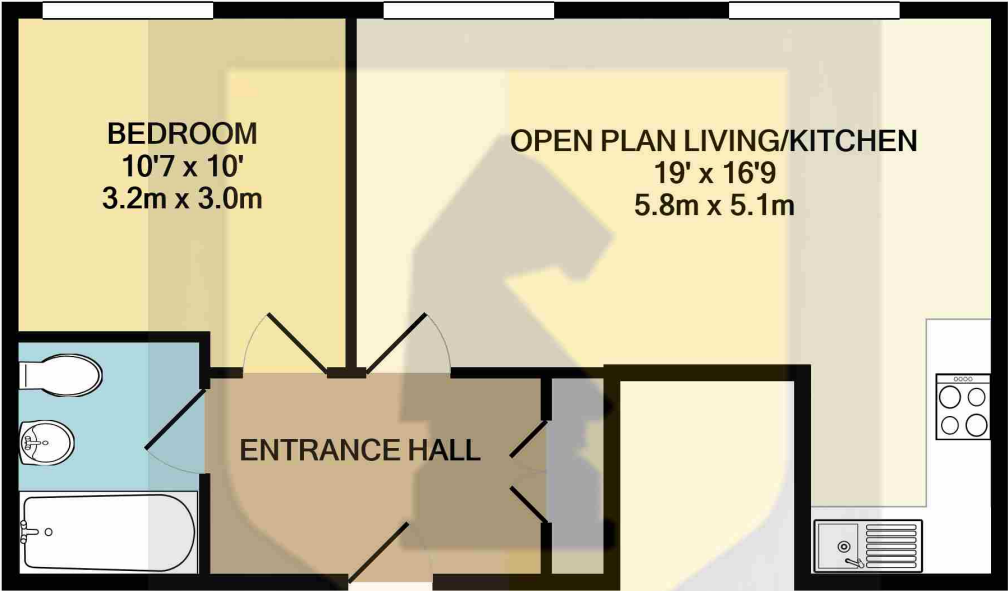 BEDROOM
10'7 x 10'
3.2m x 3.0m
OPEN PLAN LIVING/KITCHEN
19' x 16'9
5.8m x 5.1m
ENTRANCE HALL